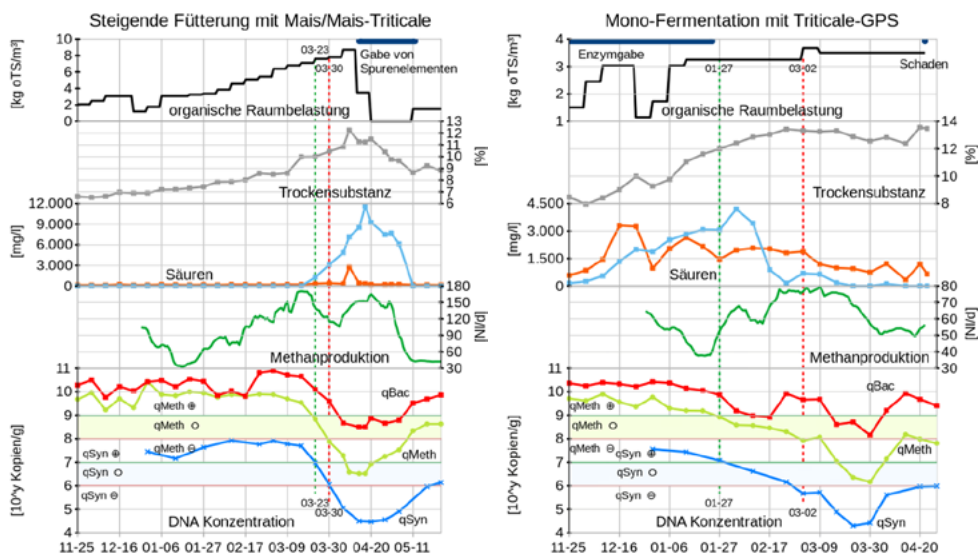 Steigende Fütterung mit Mais/Mais-Triticale
10
8
6
4
2
0
[kg oTS/m³]
03-23
03-30
Gabe von
Spurenelementen
organische Raumbelastung
13
12
11
10
9
8
7
6
[%]
Trockensubstanz
12.000
9.000
6.000
3.000
0
[mg/l]
Säuren
180
150
120
90
60
30
[Nl/d]
Methanproduktion
11
10
9
8
7
6
5
4
[10^y Kopien/g]
qBac
qMeth ⊕
qMeth ○
qMeth ⊖
qMeth
qSyn ⊕
qSyn ○
qSyn ⊖
03-23
03-30
qSyn
DNA Konzentration
11-25 12-16 01-06 01-27 02-17 03-09 03-30 04-20 05-11
Mono-Fermentation mit Triticale-GPS
4
3
3
2
2
1
1
[kg oTS/m³]
Enzymgabe
01-27
03-02
Schaden
organische Raumbelastung
14
12
10
8
[%]
Trockensubstanz
4.500
3.000
1.500
0
[mg/l]
Säuren
80
70
60
50
40
30
[Nl/d]
Methanproduktion
11
10
9
8
7
6
5
4
[10^y Kopien/g]
qBac
qMeth ⊕
qMeth ○
qMeth ⊖
qMeth
qSyn ⊕
qSyn ○
qSyn ⊖
01-27
03-02
qSyn
DNA Konzentration
11-25 12-16 01-06 01-27 02-17 03-09 03-30 04-20